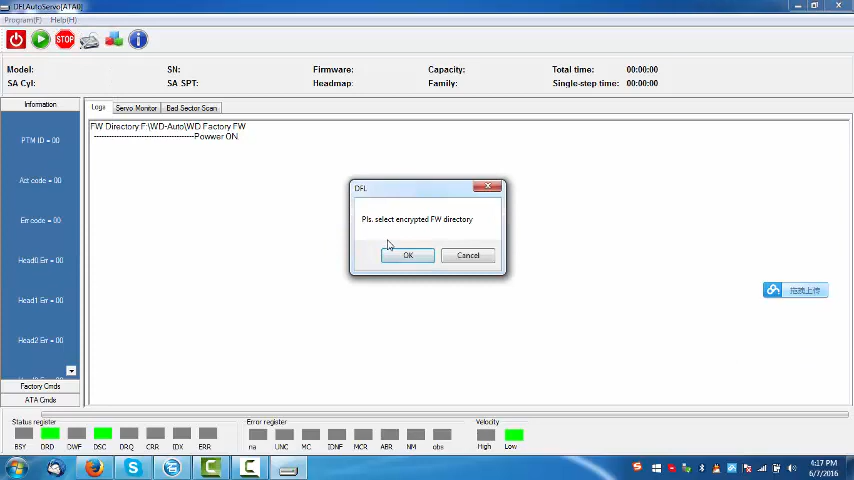 DFLAutoServo[ATA0]
Program(F) Help(H)
STOP
Model: SN: Firmware: Capacity: Total time: 00:00:00
SA Cyl: SA SPT: Headmap: Family: Single-step time: 00:00:00
Information
Logs Servo Monitor Bad Sector Scan
FW Directory F:\WD-Auto\WD Factory FW
----------------------------------------Powwer ON
PTM ID = 00
Act code = 00
Err code = 00
Head0 Err = 00
Head1 Err = 00
Head2 Err = 00
DFL
Pls. select encrypted FW directory
OK Cancel
拖拽上传
Factory Cmds
ATA Cmds
Status register
BSY DRD DWF DSC DRQ CRR IDX ERR
Error register
na UNC MC IDNF MCR ABR NM obs
Velocity
High Low
4:17 PM
6/7/2016